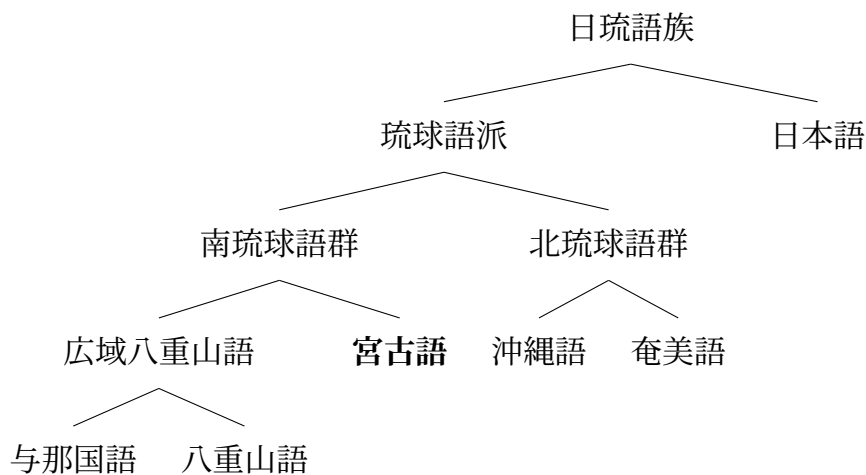 日琉語族
琉球語派 日本語
南琉球語群 北琉球語群
広域八重山語 宮古語 沖縄語 奄美語
与那国語 八重山語